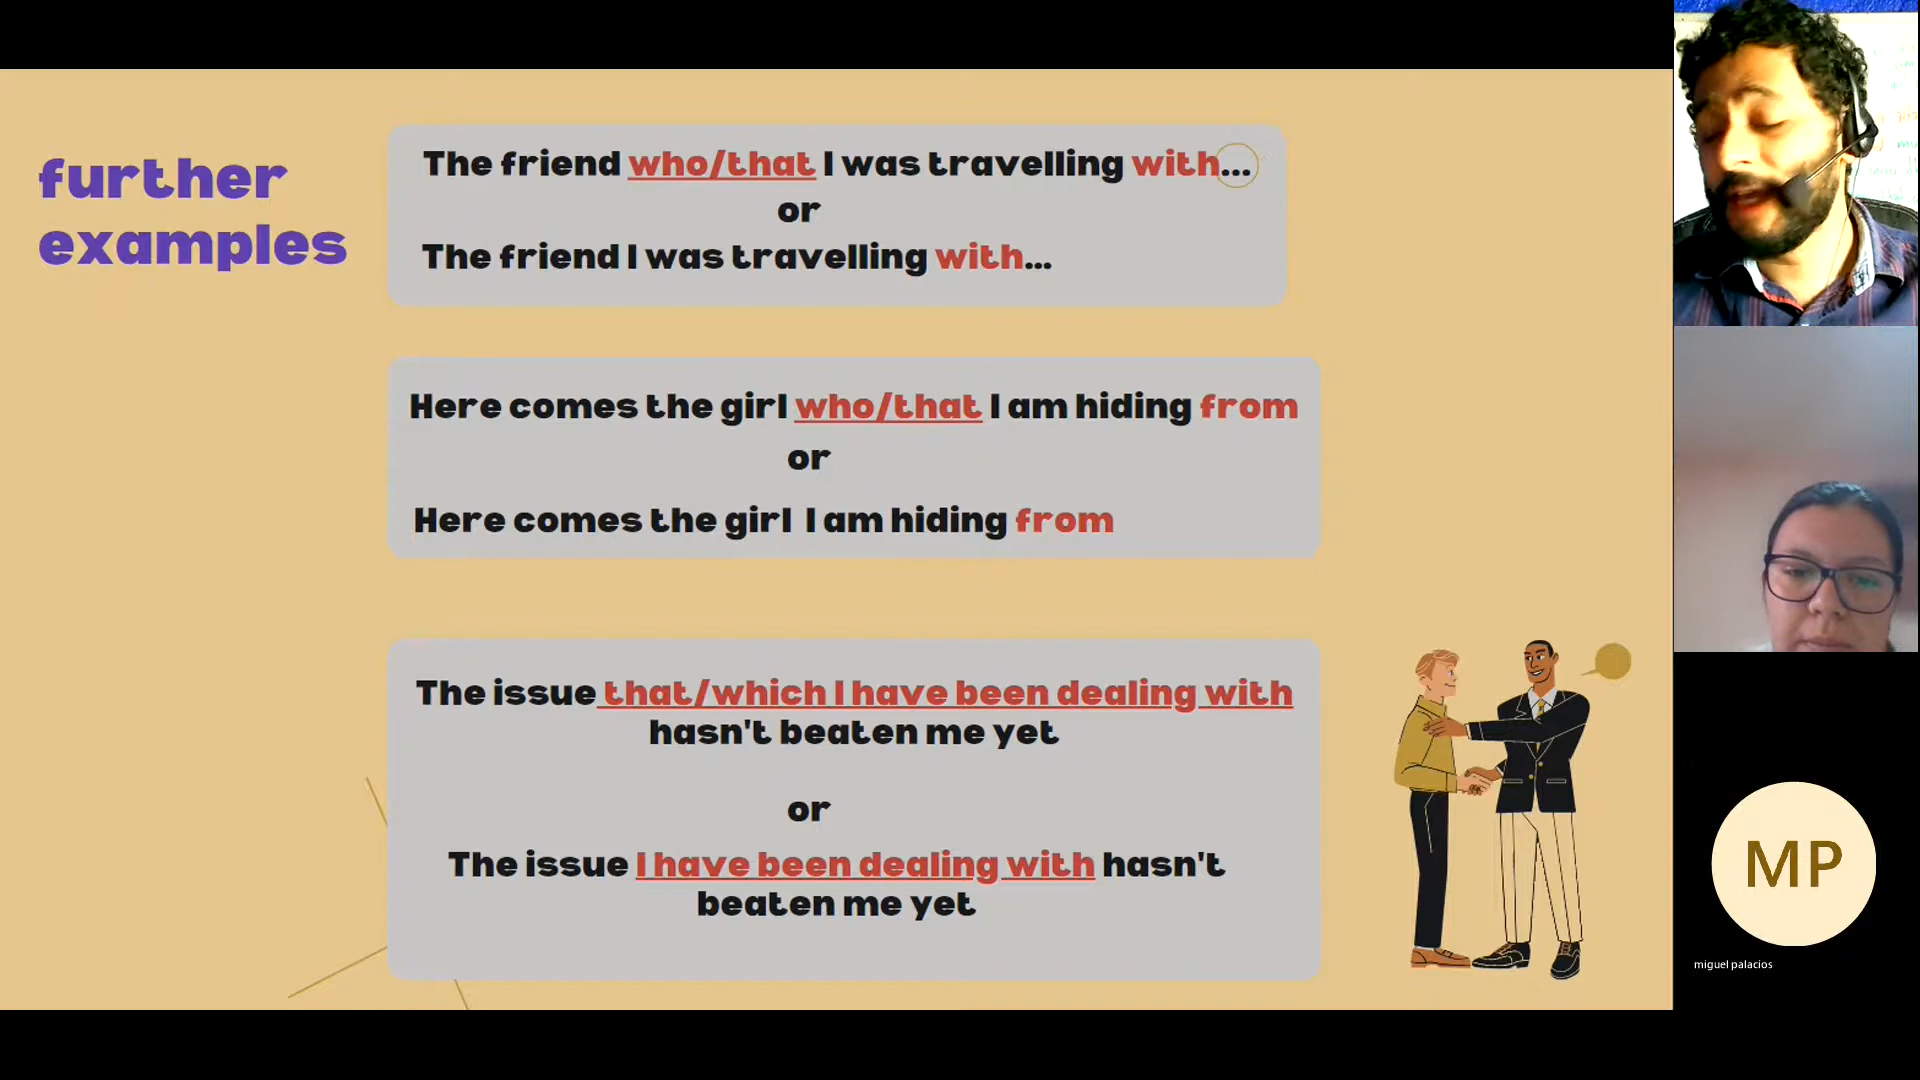 further
examples
The friend who/that I was travelling with...
or
The friend I was travelling with...
Here comes the girl who/that I am hiding from
or
Here comes the girl I am hiding from
The issue that/which I have been dealing with
hasn't beaten me yet
or
The issue I have been dealing with hasn't
beaten me yet
MP
miguel palacios